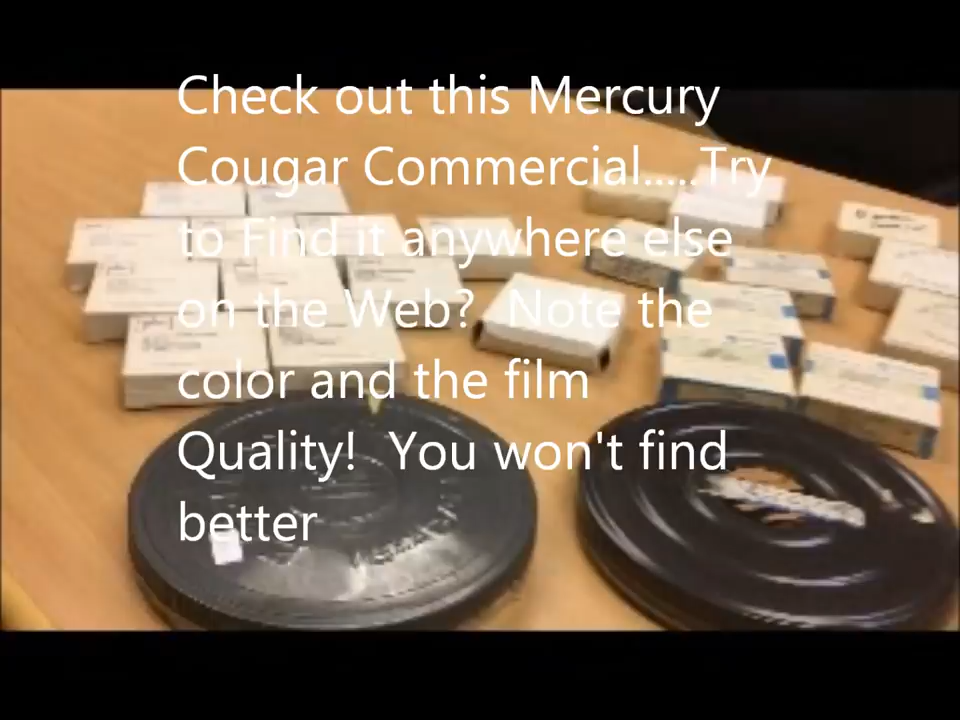 Check out this Mercury
Cougar Commercial.....Try
to Find it anywhere else
on the Web?  Note the
color and the film
Quality!  You won't find
better